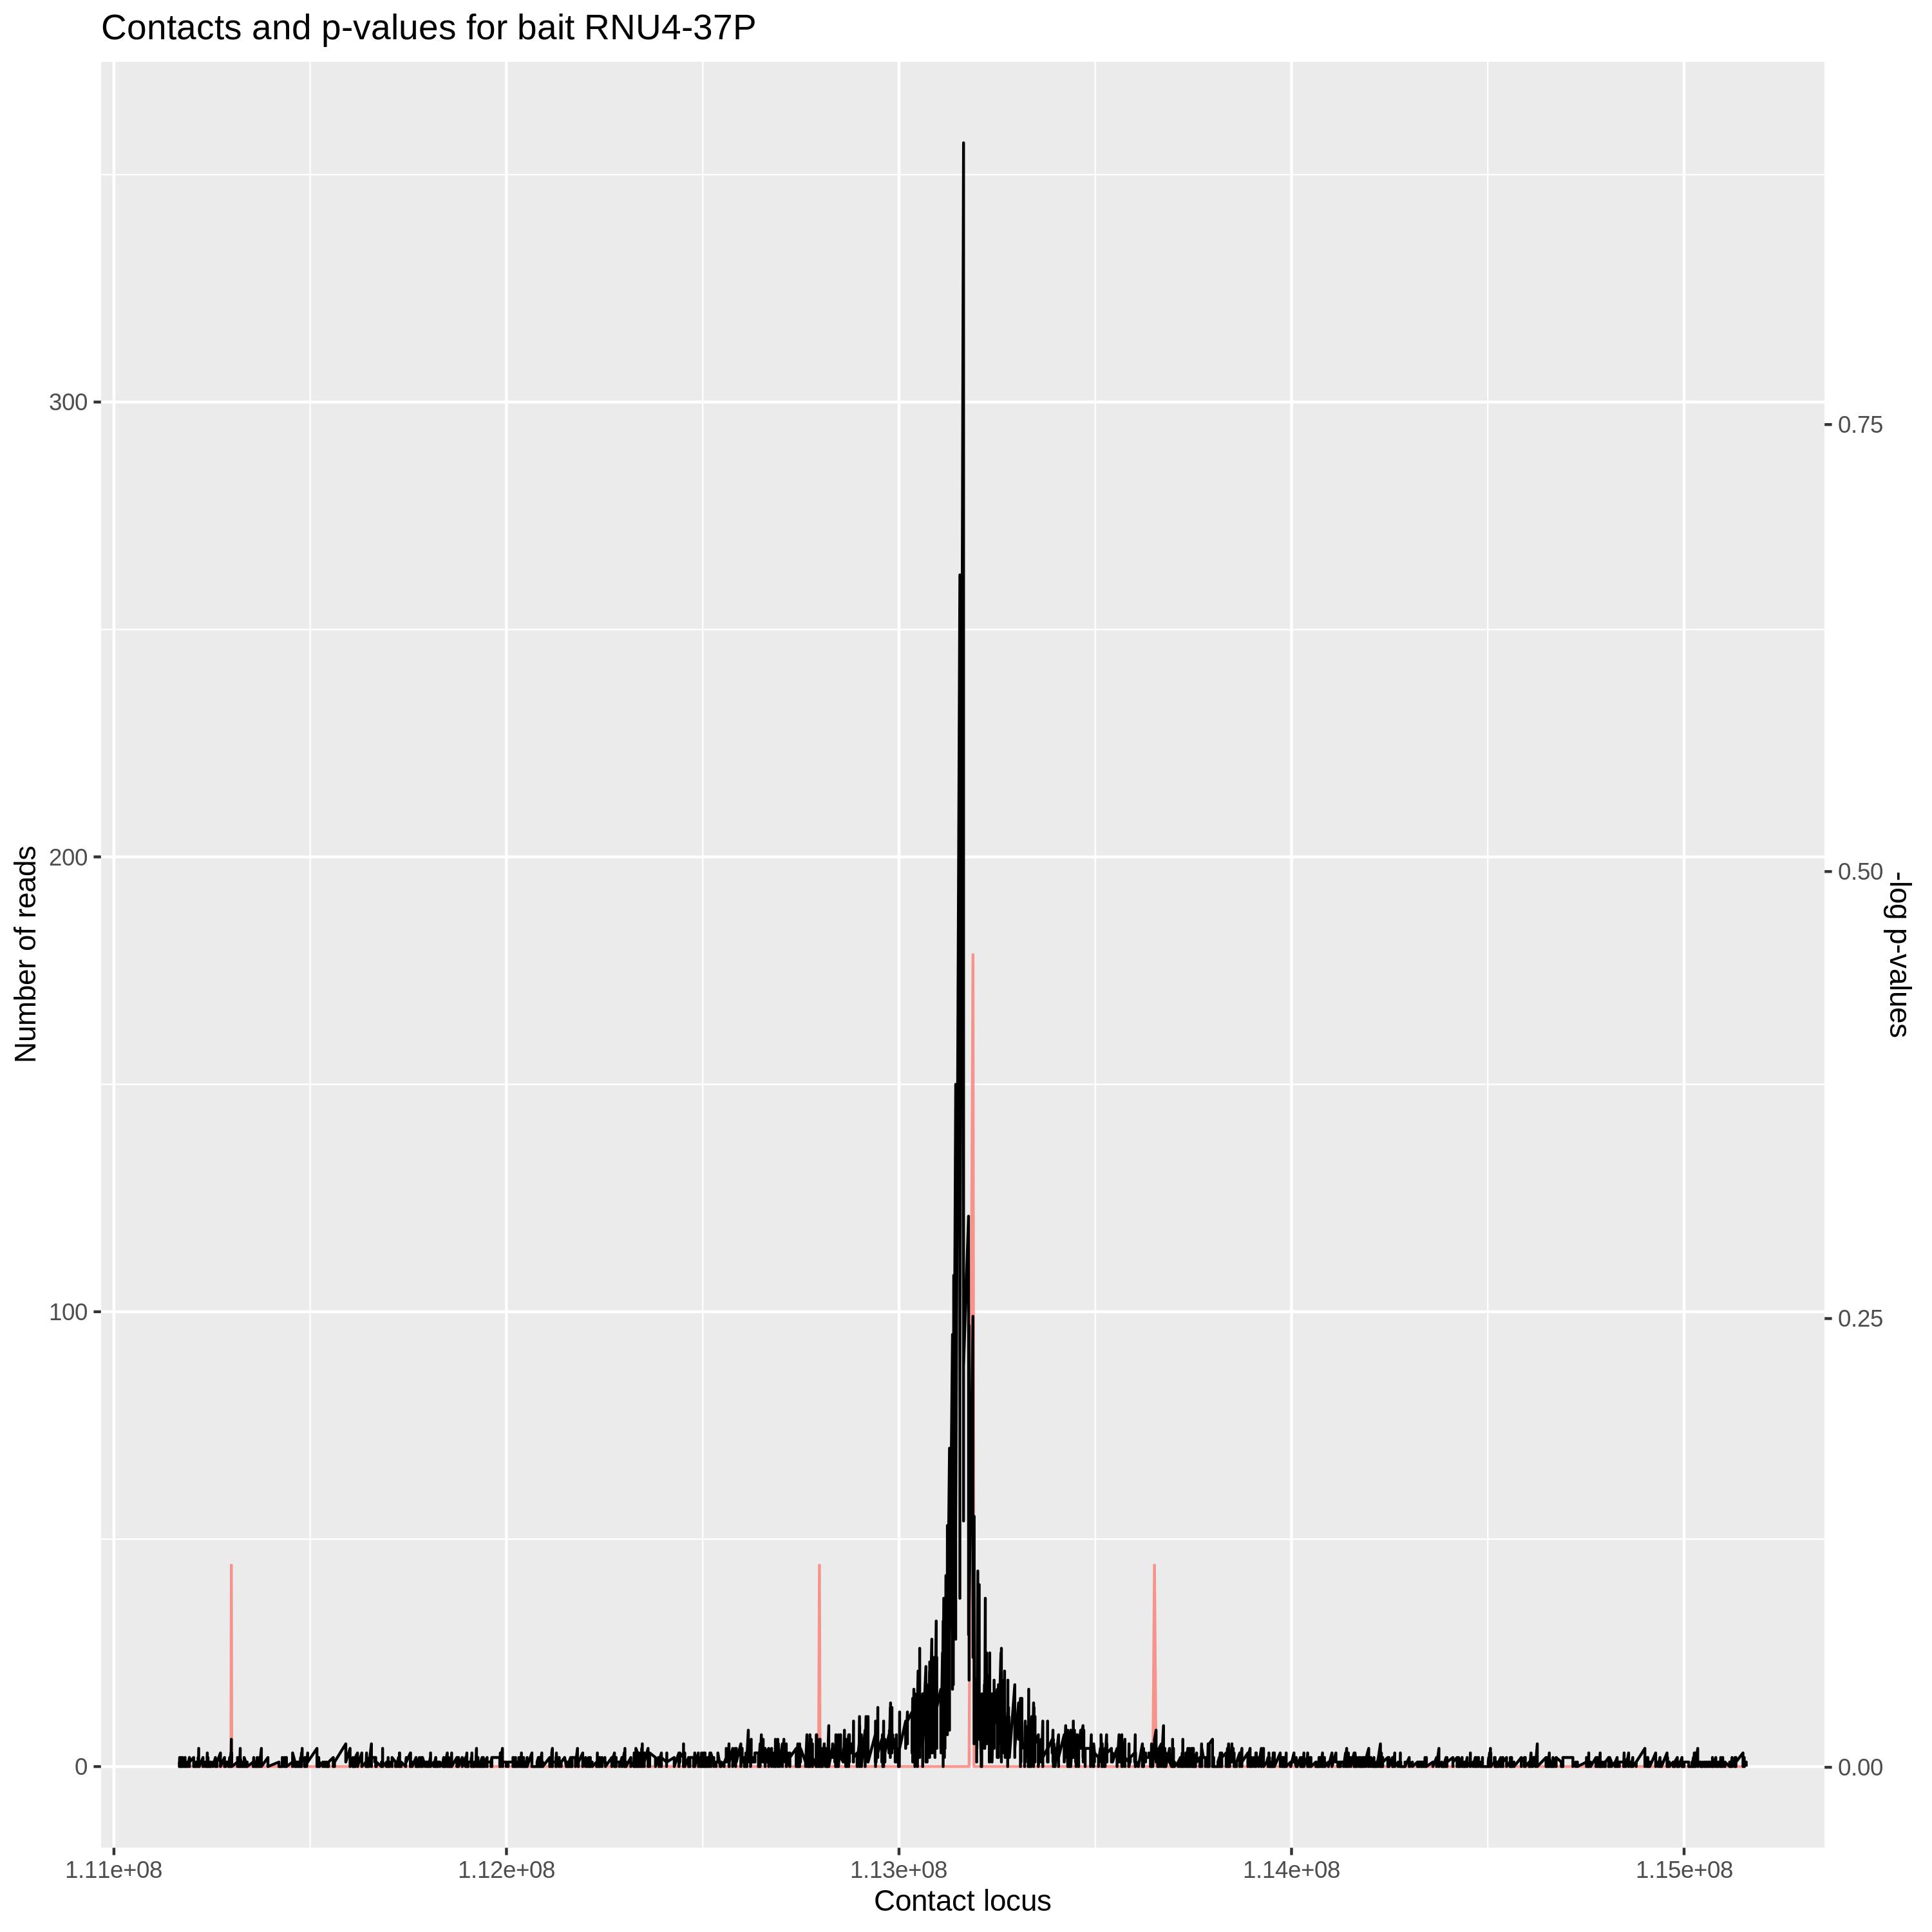 Contacts and p-values for bait RNU4-37P
300
200
100
0
Number of reads
0.75
0.50
0.25
0.00
-log p-values
1.11e+08
1.12e+08
1.13e+08
1.14e+08
1.15e+08
Contact locus